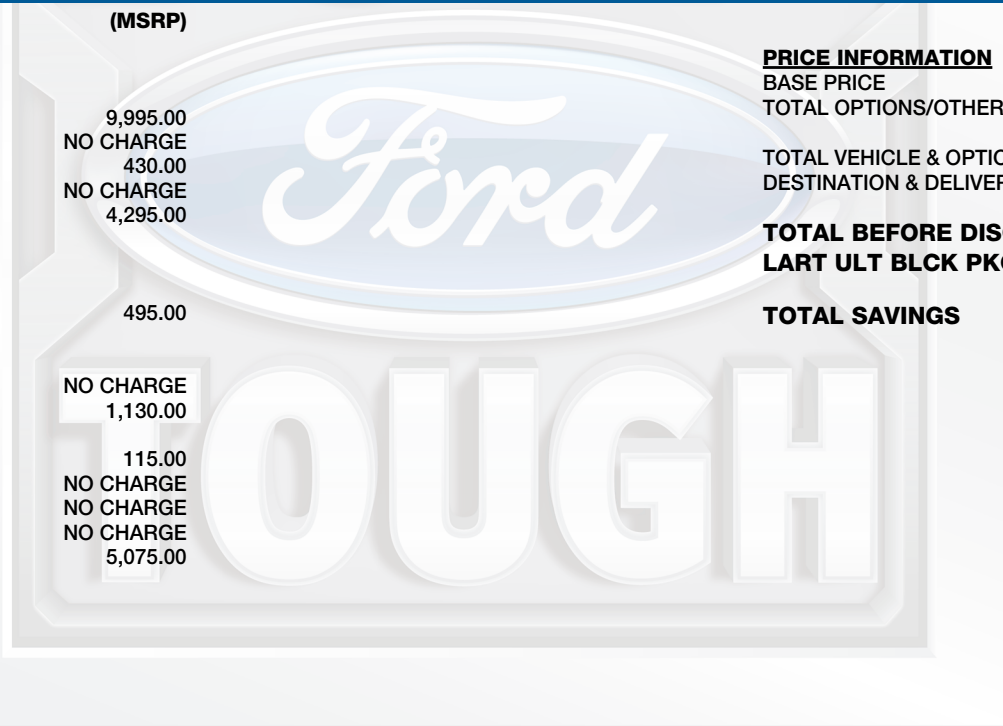 (MSRP)
9,995.00
NO CHARGE
430.00
NO CHARGE
4,295.00
495.00
NO CHARGE
1,130.00
115.00
NO CHARGE
NO CHARGE
NO CHARGE
5,075.00
Ford
TOUGH
PRICE INFORMATION
BASE PRICE
TOTAL OPTIONS/OTHER
TOTAL VEHICLE & OPTIO
DESTINATION & DELIVER
TOTAL BEFORE DIS
LART ULT BLCK PK
TOTAL SAVINGS